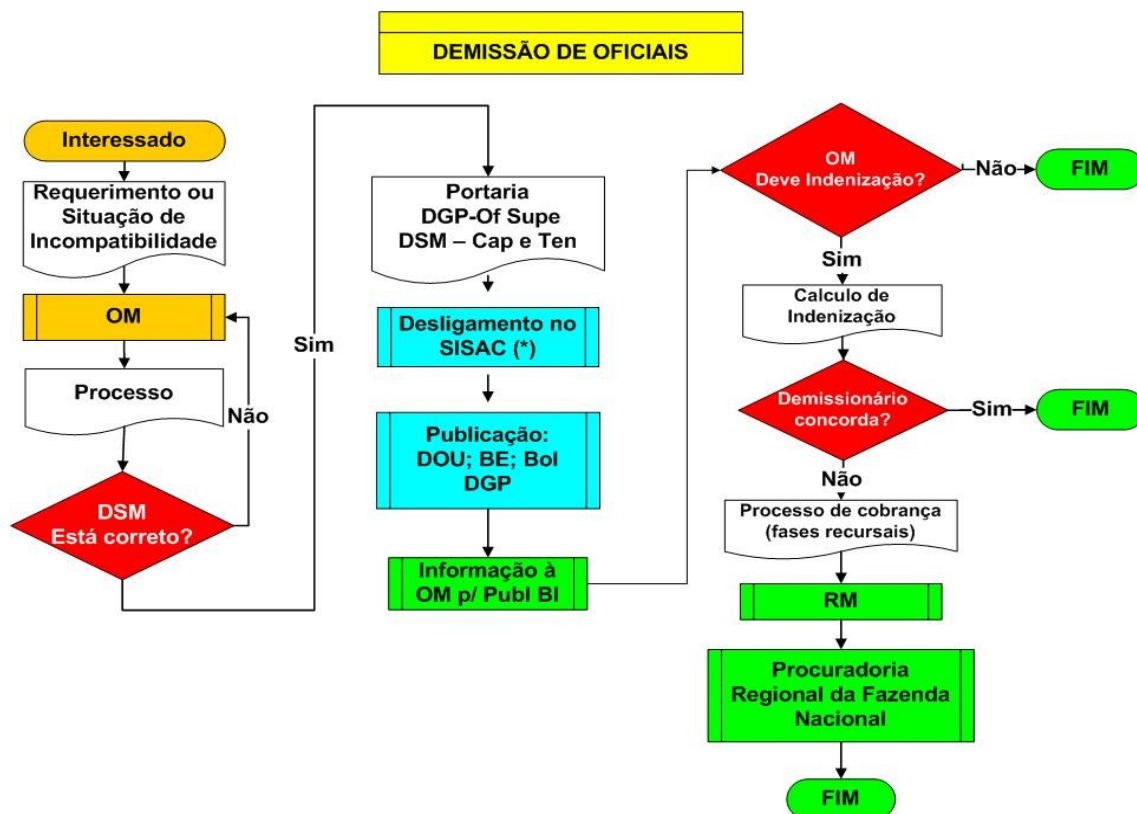 DEMISSÃO DE OFICIAIS
Interessado
Requerimento ou
Situação de
Incompatibilidade
OM
Processo
Não
DSM
Está correto?
Sim
Portaria
DGP-Of Supe
DSM – Cap e Ten
Desligamento no
SISAC (*)
Publicação:
DOU; BE; Bol
DGP
Informação à
OM p/ Publ BI
OM
Deve Indenização?
Não
FIM
Sim
Calculo de
Indenização
Demissionário
concorda?
Sim
FIM
Não
Processo de cobrança
(fases recursais)
RM
Procuradoria
Regional da Fazenda
Nacional
FIM